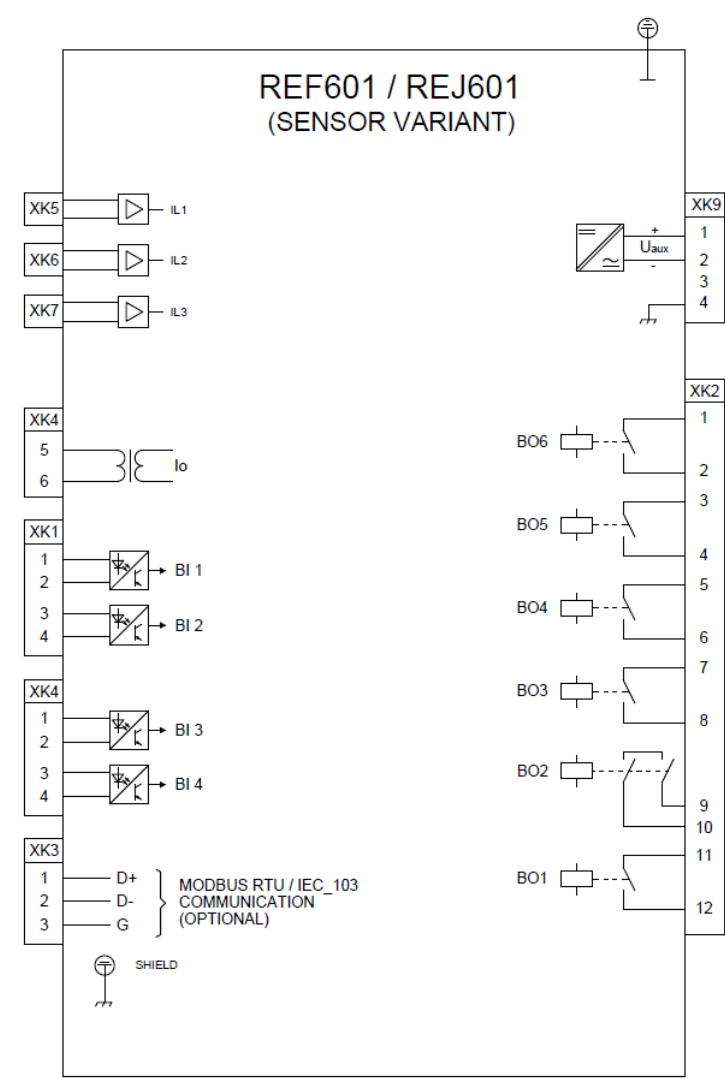 REF601 / REJ601
(SENSOR VARIANT)
XK5
IL1
XK6
IL2
XK7
IL3
XK9
+
1
Uaux
-
2
3
4
XK4
5
6
Io
XK1
1
2
BI 1
3
4
BI 2
XK4
1
2
BI 3
3
4
BI 4
XK3
1
D+
2
D-
3
G
MODBUS RTU / IEC_103
COMMUNICATION
(OPTIONAL)
SHIELD
XK2
1
BO6
2
3
BO5
4
5
BO4
6
7
BO3
8
BO2
9
10
11
BO1
12